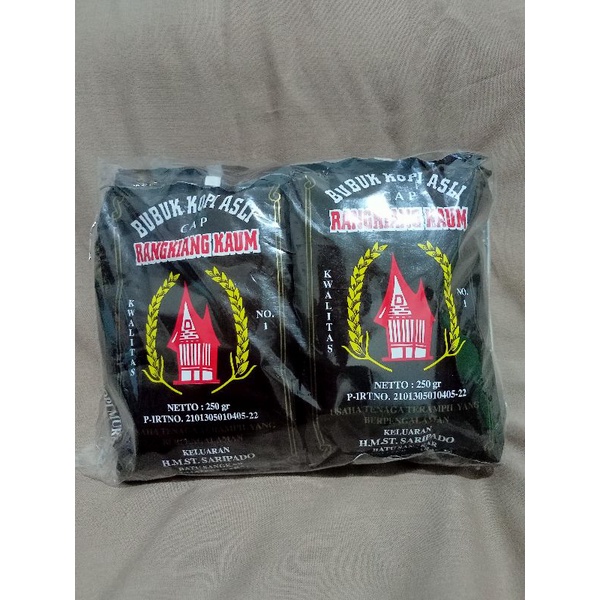 BUBUK KOPI ASLI
CAP
RANGKIANG KAUM
KWALITAS
NO.
1
NETTO : 250 gr
P-IRTNO. 2101305010405-22
KELUARAN
H.M.ST. SARIPADO
BUBUK KOPI ASLI
CAP
RANGKIANG KAUM
KWALITAS
NO.
1
NETTO : 250 gr
P-IRTNO. 2101305010405-22
USAHA TENAGA TERAMPIL YANG
BERPENGALAMAN
KELUARAN
H.M.ST. SARIPADO
BATUSANGKAR